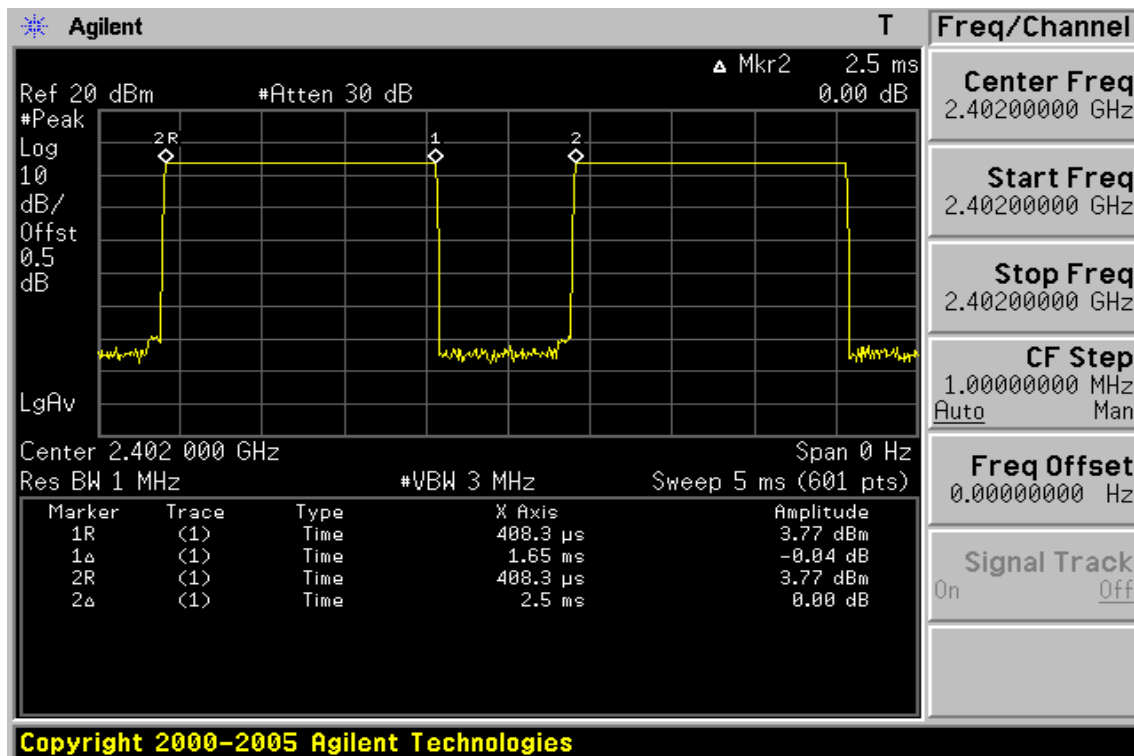 Agilent T
Freq/Channel
Δ Mkr2 2.5 ms
Ref 20 dBm #Atten 30 dB 0.00 dB
#Peak
Log
10
dB/
Offst
0.5
dB
LgAv
2R 1 2
Center 2.402 000 GHz Span 0 Hz
Res BW 1 MHz #VBW 3 MHz Sweep 5 ms (601 pts)
Marker Trace Type X Axis Amplitude
1R (1) Time 408.3 µs 3.77 dBm
1Δ (1) Time 1.65 ms -0.04 dB
2R (1) Time 408.3 µs 3.77 dBm
2Δ (1) Time 2.5 ms 0.00 dB
Center Freq
2.40200000 GHz
Start Freq
2.40200000 GHz
Stop Freq
2.40200000 GHz
CF Step
1.00000000 MHz
Auto Man
Freq Offset
0.00000000 Hz
Signal Track
On Off
Copyright 2000-2005 Agilent Technologies